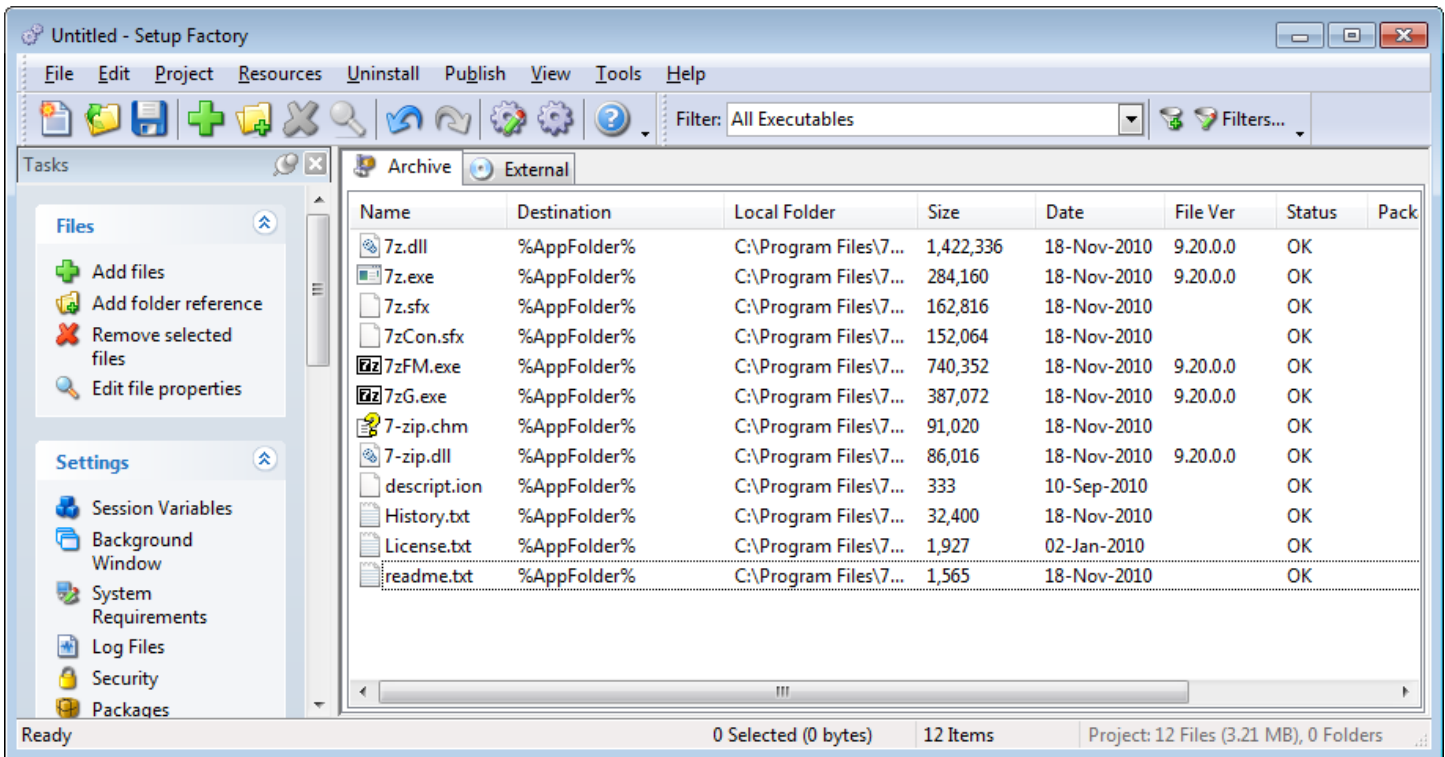 Untitled - Setup Factory
File Edit Project Resources Uninstall Publish View Tools Help
Filter: All Executables Filters...
Tasks
Archive External
Files
Add files
Add folder reference
Remove selected
files
Edit file properties
Settings
Session Variables
Background
Window
System
Requirements
Log Files
Security
Packages
Name Destination Local Folder Size Date File Ver Status Pack
7z.dll %AppFolder% C:\Program Files\7... 1,422,336 18-Nov-2010 9.20.0.0 OK
7z.exe %AppFolder% C:\Program Files\7... 284,160 18-Nov-2010 9.20.0.0 OK
7z.sfx %AppFolder% C:\Program Files\7... 162,816 18-Nov-2010 OK
7zCon.sfx %AppFolder% C:\Program Files\7... 152,064 18-Nov-2010 OK
7zFM.exe %AppFolder% C:\Program Files\7... 740,352 18-Nov-2010 9.20.0.0 OK
7zG.exe %AppFolder% C:\Program Files\7... 387,072 18-Nov-2010 9.20.0.0 OK
7-zip.chm %AppFolder% C:\Program Files\7... 91,020 18-Nov-2010 OK
7-zip.dll %AppFolder% C:\Program Files\7... 86,016 18-Nov-2010 9.20.0.0 OK
descript.ion %AppFolder% C:\Program Files\7... 333 10-Sep-2010 OK
History.txt %AppFolder% C:\Program Files\7... 32,400 18-Nov-2010 OK
License.txt %AppFolder% C:\Program Files\7... 1,927 02-Jan-2010 OK
readme.txt %AppFolder% C:\Program Files\7... 1,565 18-Nov-2010 OK
Ready 0 Selected (0 bytes) 12 Items Project: 12 Files (3.21 MB), 0 Folders